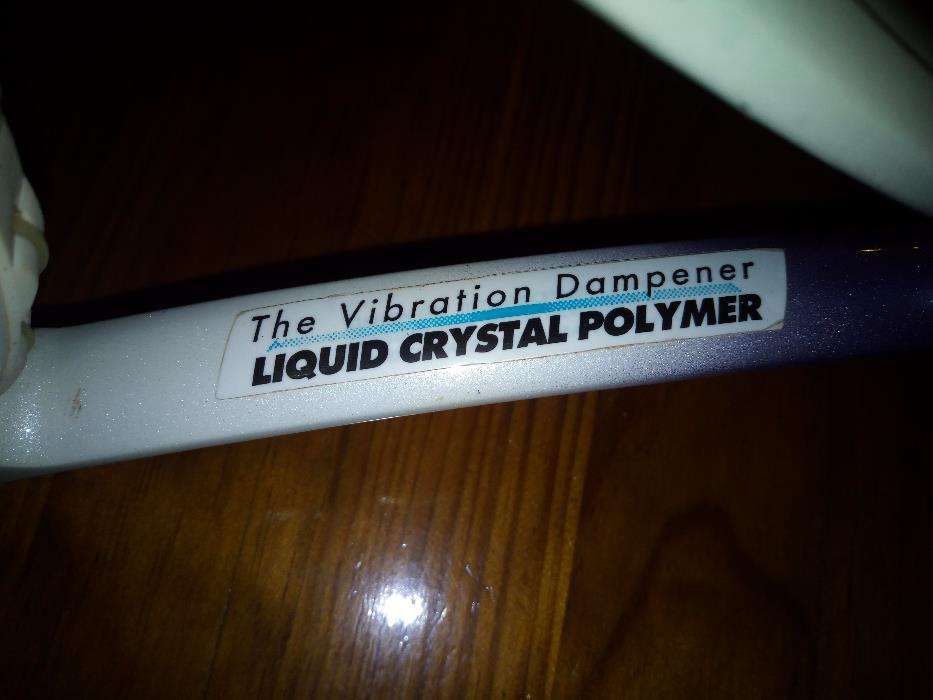 The Vibration Dampener
LIQUID CRYSTAL POLYMER